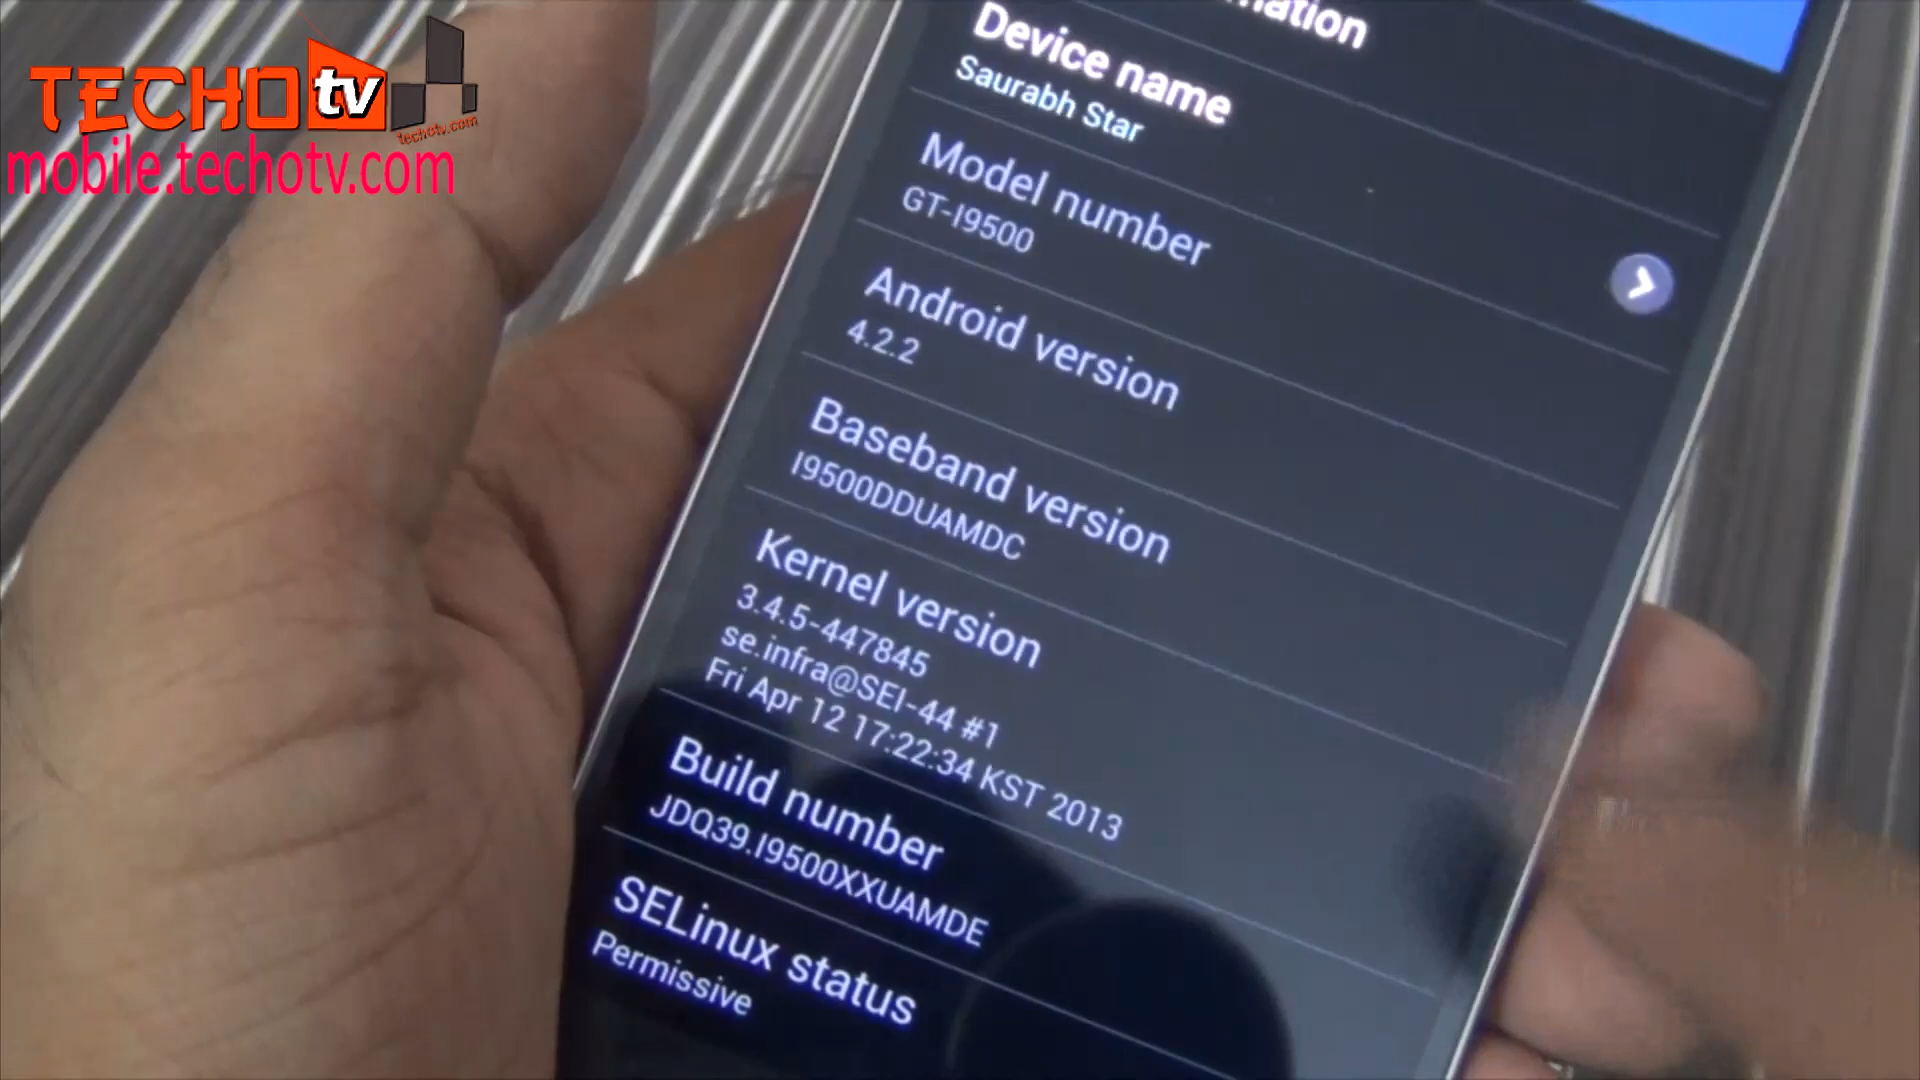 TECHO tv
techotv.com
mobile.techotv.com
Device name
Saurabh Star
Model number
GT-I9500
Android version
4.2.2
Baseband version
I9500DDUAMDC
Kernel version
3.4.5-447845
se.infra@SEI-44 #1
Fri Apr 12 17:22:34 KST 2013
Build number
JDQ39.I9500XXUAMDE
SELinux status
Permissive